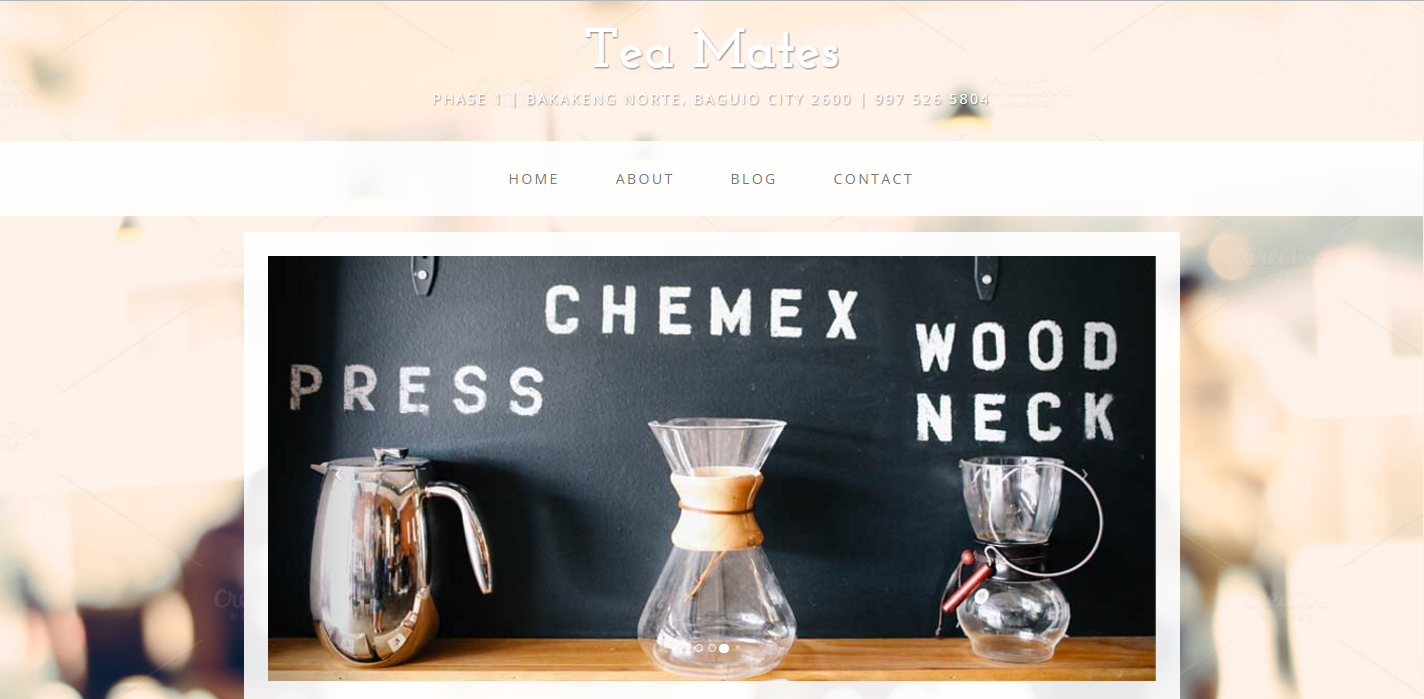 Tea Mates
PHASE 1 | BAKAKENG NORTE, BAGUIO CITY 2600 | 997 526 5804
HOME ABOUT BLOG CONTACT
CHEMEX
PRESS
WOOD
NECK